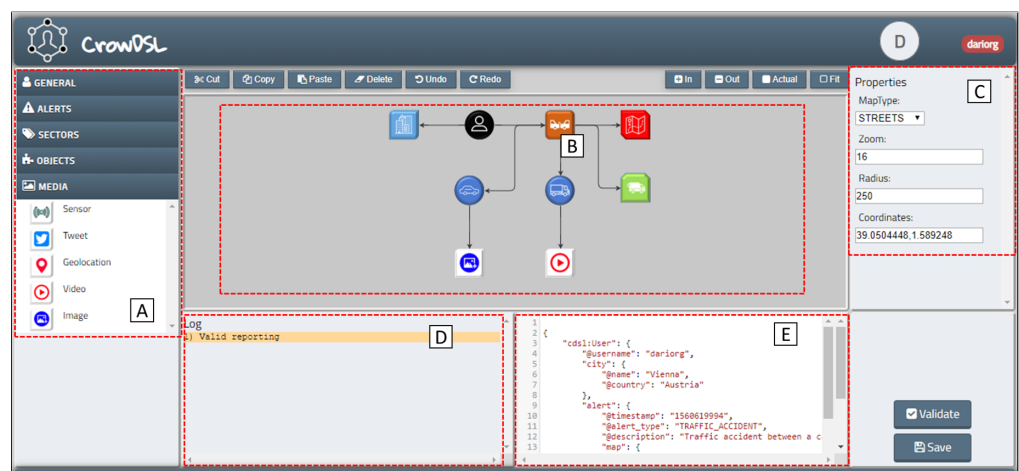 CrowDSL
D
dariorg
GENERAL
ALERTS
SECTORS
OBJECTS
MEDIA
Sensor
Tweet
Geolocation
Video
Image
A
Cut
Copy
Paste
Delete
Undo
Redo
In
Out
Actual
Fit
B
Properties
C
MapType:
STREETS
Zoom:
16
Radius:
250
Coordinates:
39.0504448,1.589248
Log
1) Valid reporting
D
E
1
2 {
3 "cdsl:User": {
4 "@username": "dariorg",
5 "city": {
6 "@name": "Vienna",
7 "@country": "Austria"
8 },
9 "alert": {
10 "@timestamp": "1560619994",
11 "@alert_type": "TRAFFIC_ACCIDENT",
12 "@description": "Traffic accident between a c
13 "map": {
Validate
Save